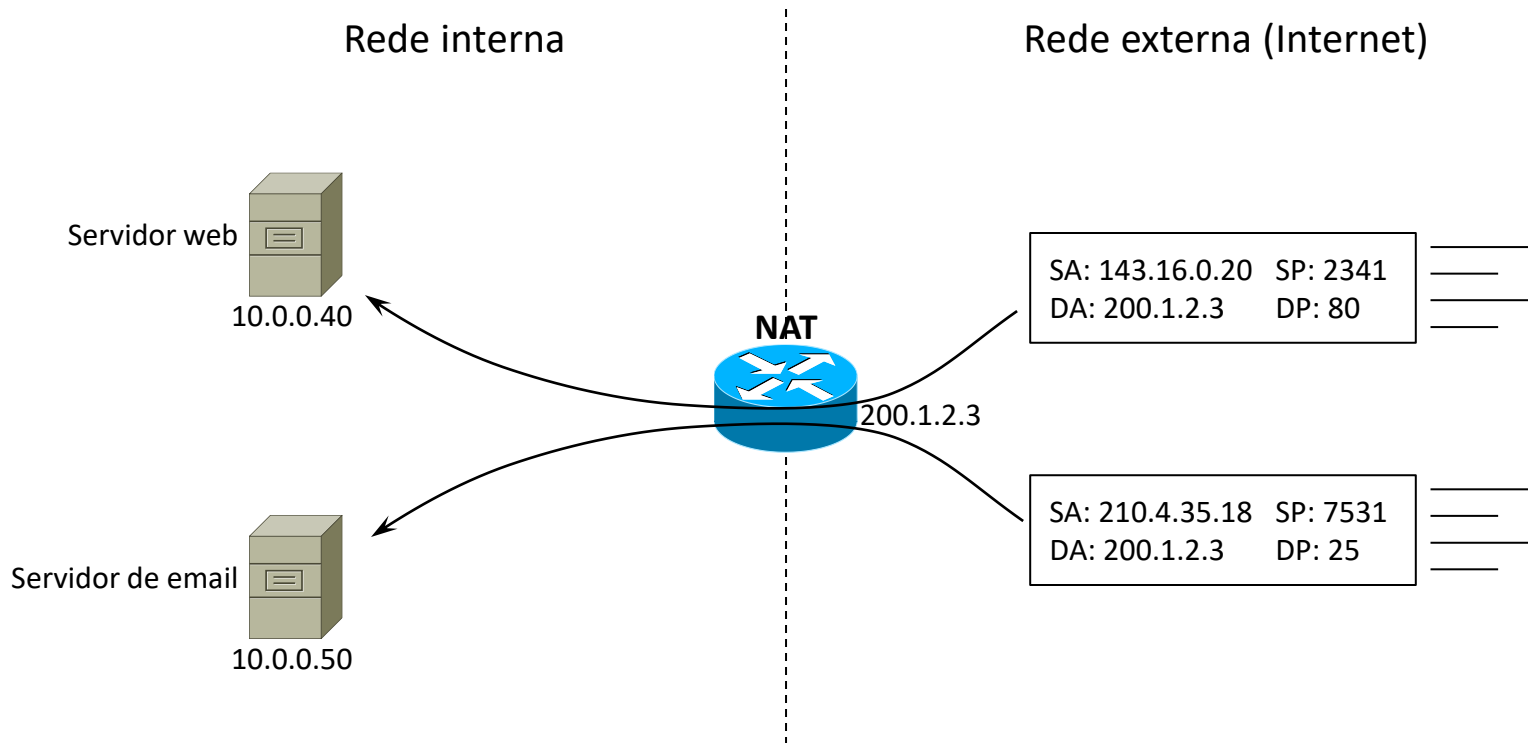 Rede interna
Rede externa (Internet)
Servidor web
10.0.0.40
NAT
200.1.2.3
SA: 143.16.0.20 SP: 2341
DA: 200.1.2.3 DP: 80
SA: 210.4.35.18 SP: 7531
DA: 200.1.2.3 DP: 25
Servidor de email
10.0.0.50